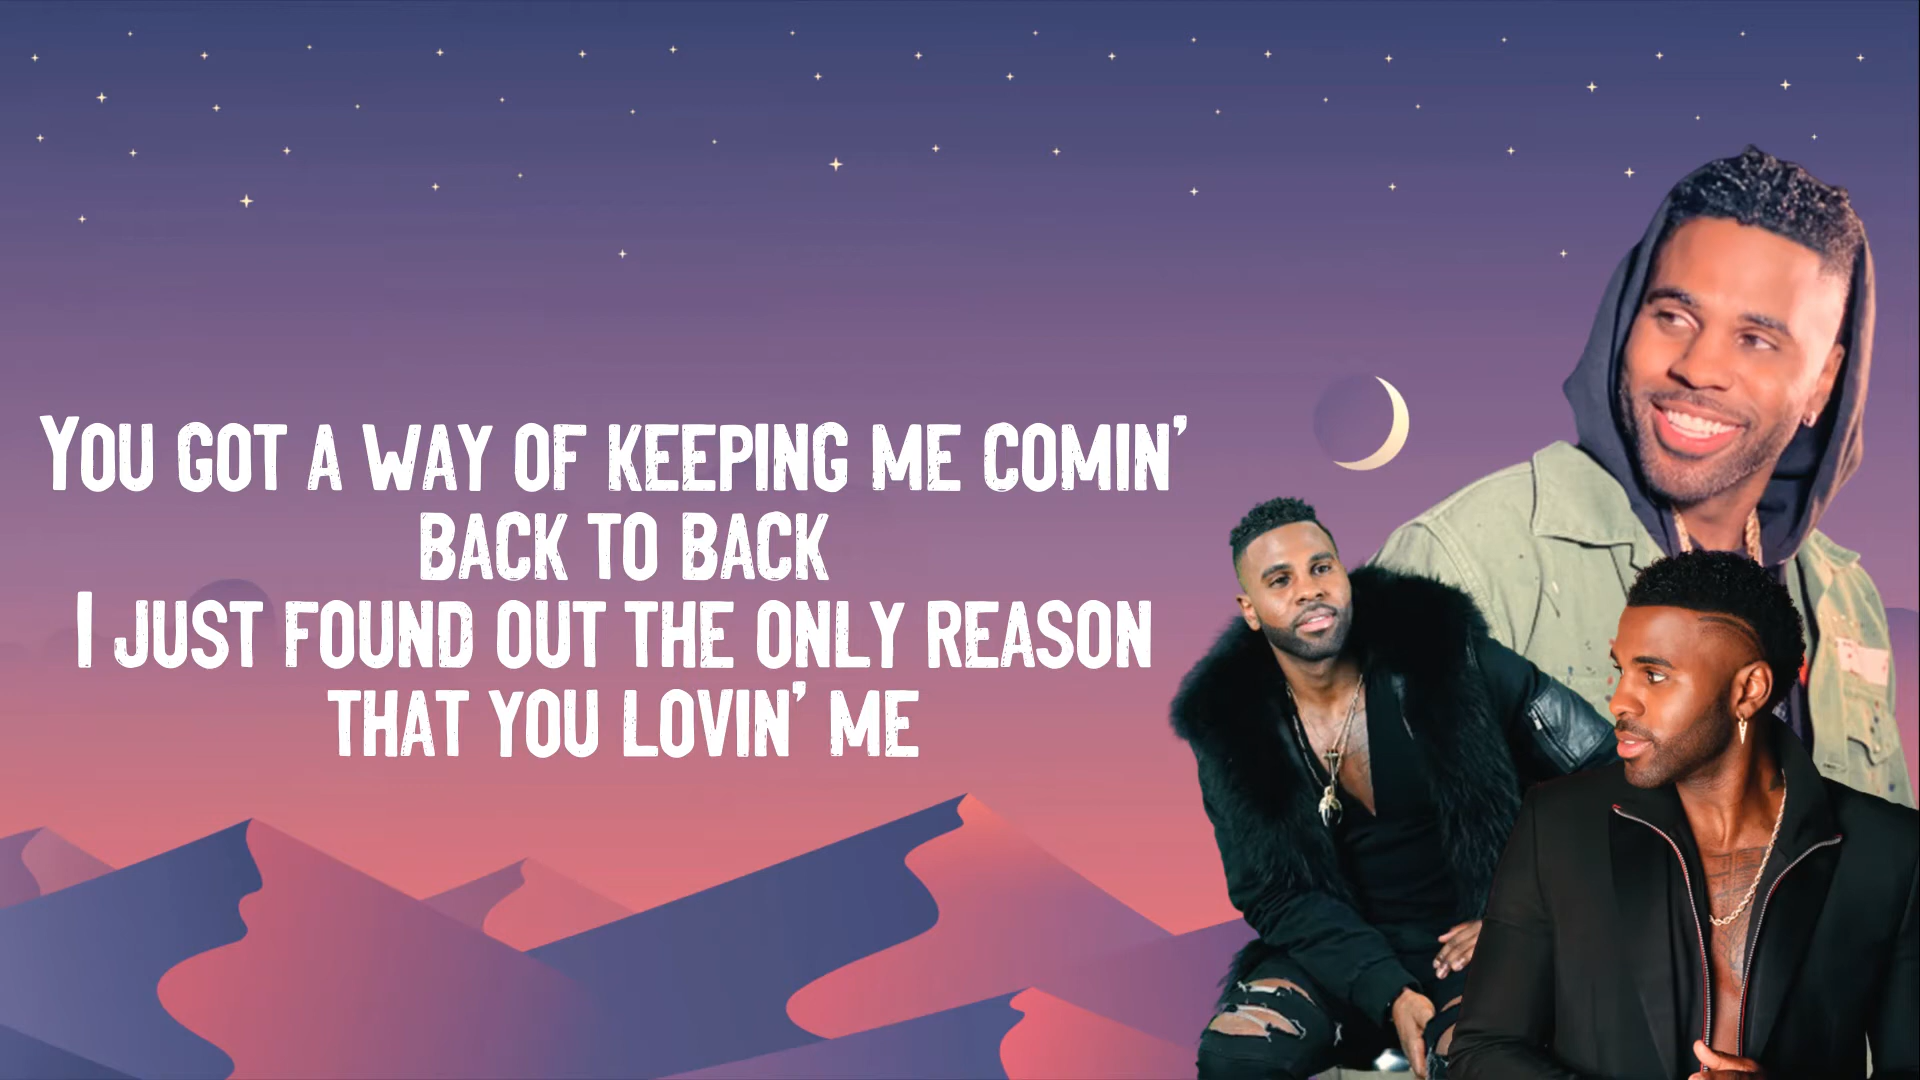 You got a way of keeping me comin'
back to back
I just found out the only reason
that you lovin' me